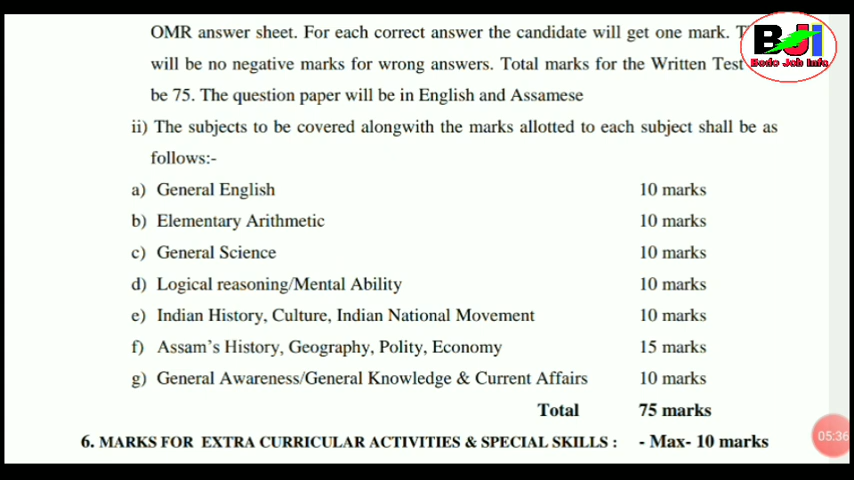 OMR answer sheet. For each correct answer the candidate will get one mark.
will be no negative marks for wrong answers. Total marks for the Written Test
be 75. The question paper will be in English and Assamese
ii) The subjects to be covered alongwith the marks allotted to each subject shall be as
follows:-
a) General English 10 marks
b) Elementary Arithmetic 10 marks
c) General Science 10 marks
d) Logical reasoning/Mental Ability 10 marks
e) Indian History, Culture, Indian National Movement 10 marks
f) Assam's History, Geography, Polity, Economy 15 marks
g) General Awareness/General Knowledge & Current Affairs 10 marks
Total 75 marks
6. MARKS FOR EXTRA CURRICULAR ACTIVITIES & SPECIAL SKILLS : - Max- 10 marks
BJI
Bodo Job Info
05:36